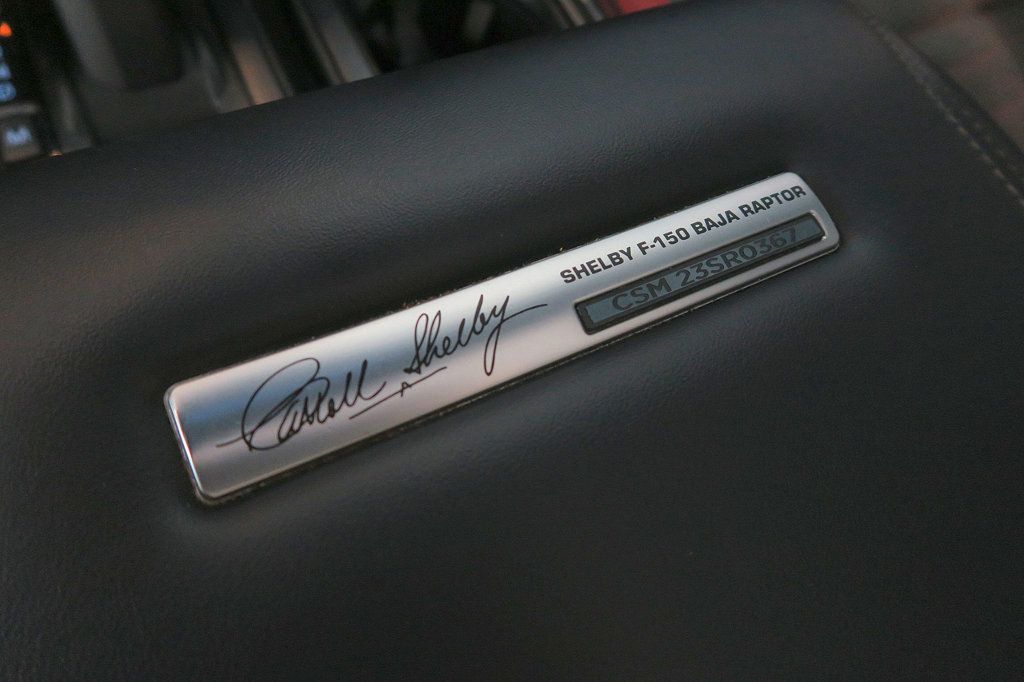 SHELBY F-150 BAJA RAPTOR
CSM 23SR0367
Carroll Shelby